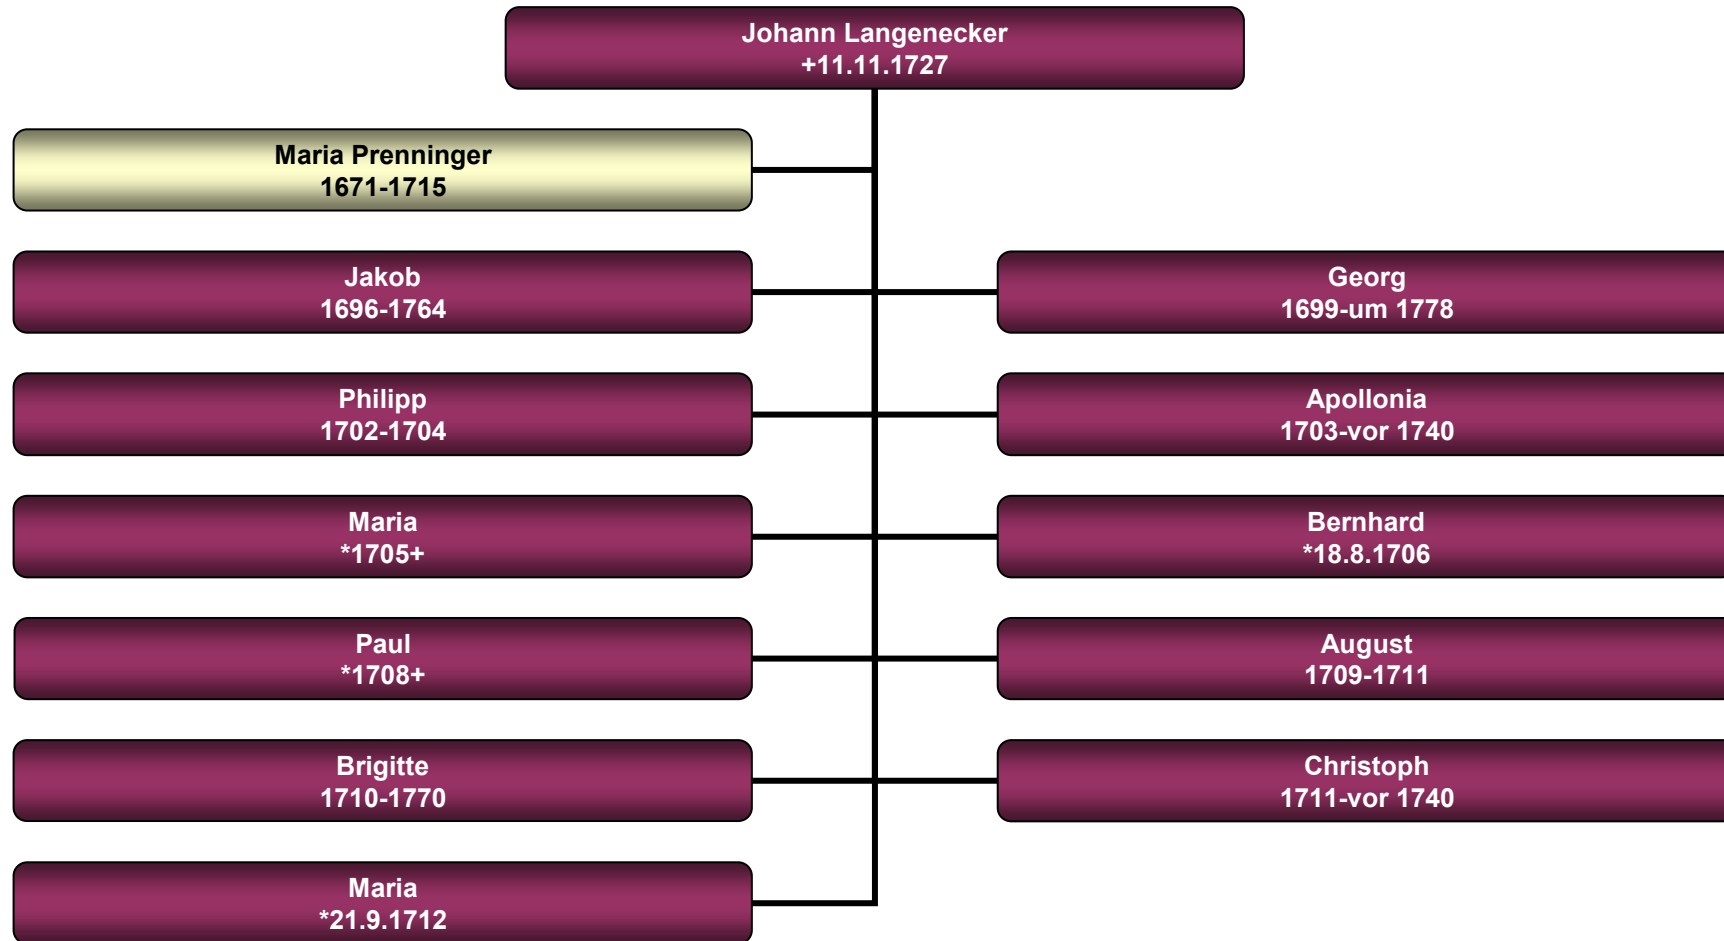 Johann Langenecker
+11.11.1727
Maria Prenninger
1671-1715
Jakob
1696-1764
Georg
1699-um 1778
Philipp
1702-1704
Apollonia
1703-vor 1740
Maria
*1705+
Bernhard
*18.8.1706
Paul
*1708+
August
1709-1711
Brigitte
1710-1770
Christoph
1711-vor 1740
Maria
*21.9.1712